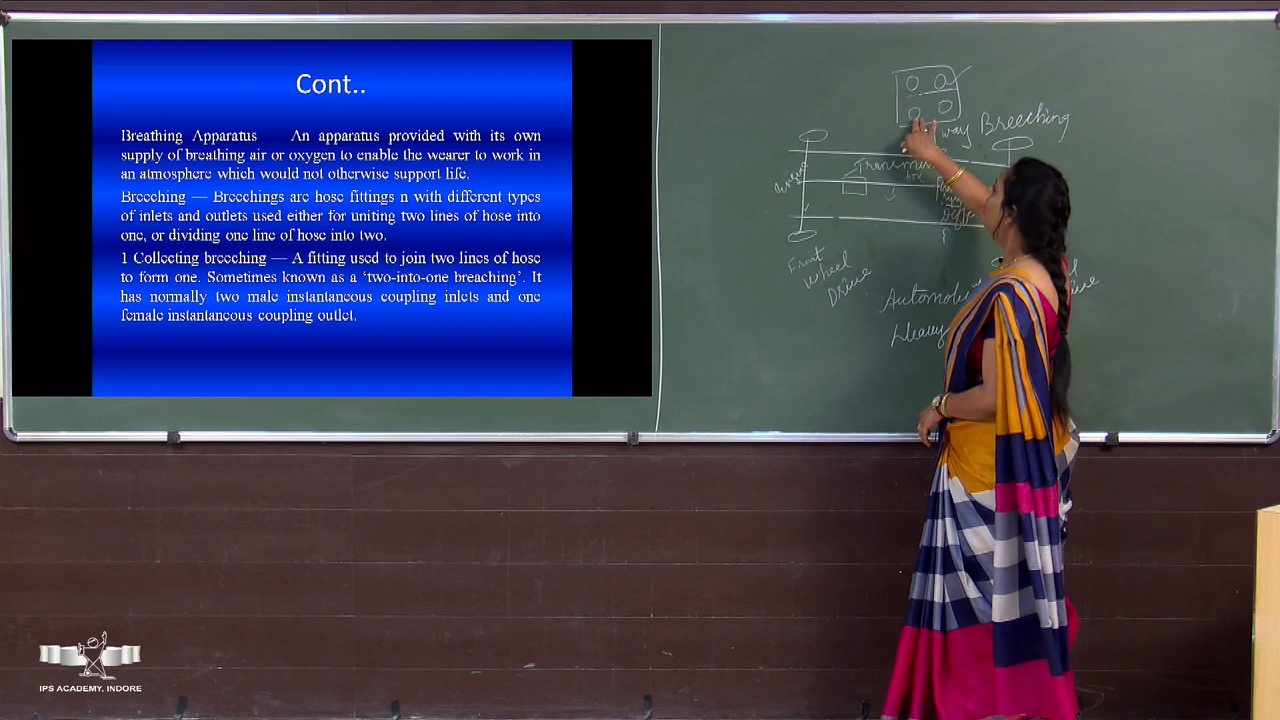 Cont..
Breathing Apparatus An apparatus provided with its own
supply of breathing air or oxygen to enable the wearer to work in
an atmosphere which would not otherwise support life.
Breeching — Breechings are hose fittings n with different types
of inlets and outlets used either for uniting two lines of hose into
one, or dividing one line of hose into two.
1 Collecting breeching — A fitting used to join two lines of hose
to form one. Sometimes known as a ‘two-into-one breaching’. It
has normally two male instantaneous coupling inlets and one
female instantaneous coupling outlet.
way Breeching
box
Front
Wheel
Drive
Heavy
IPS ACADEMY, INDORE